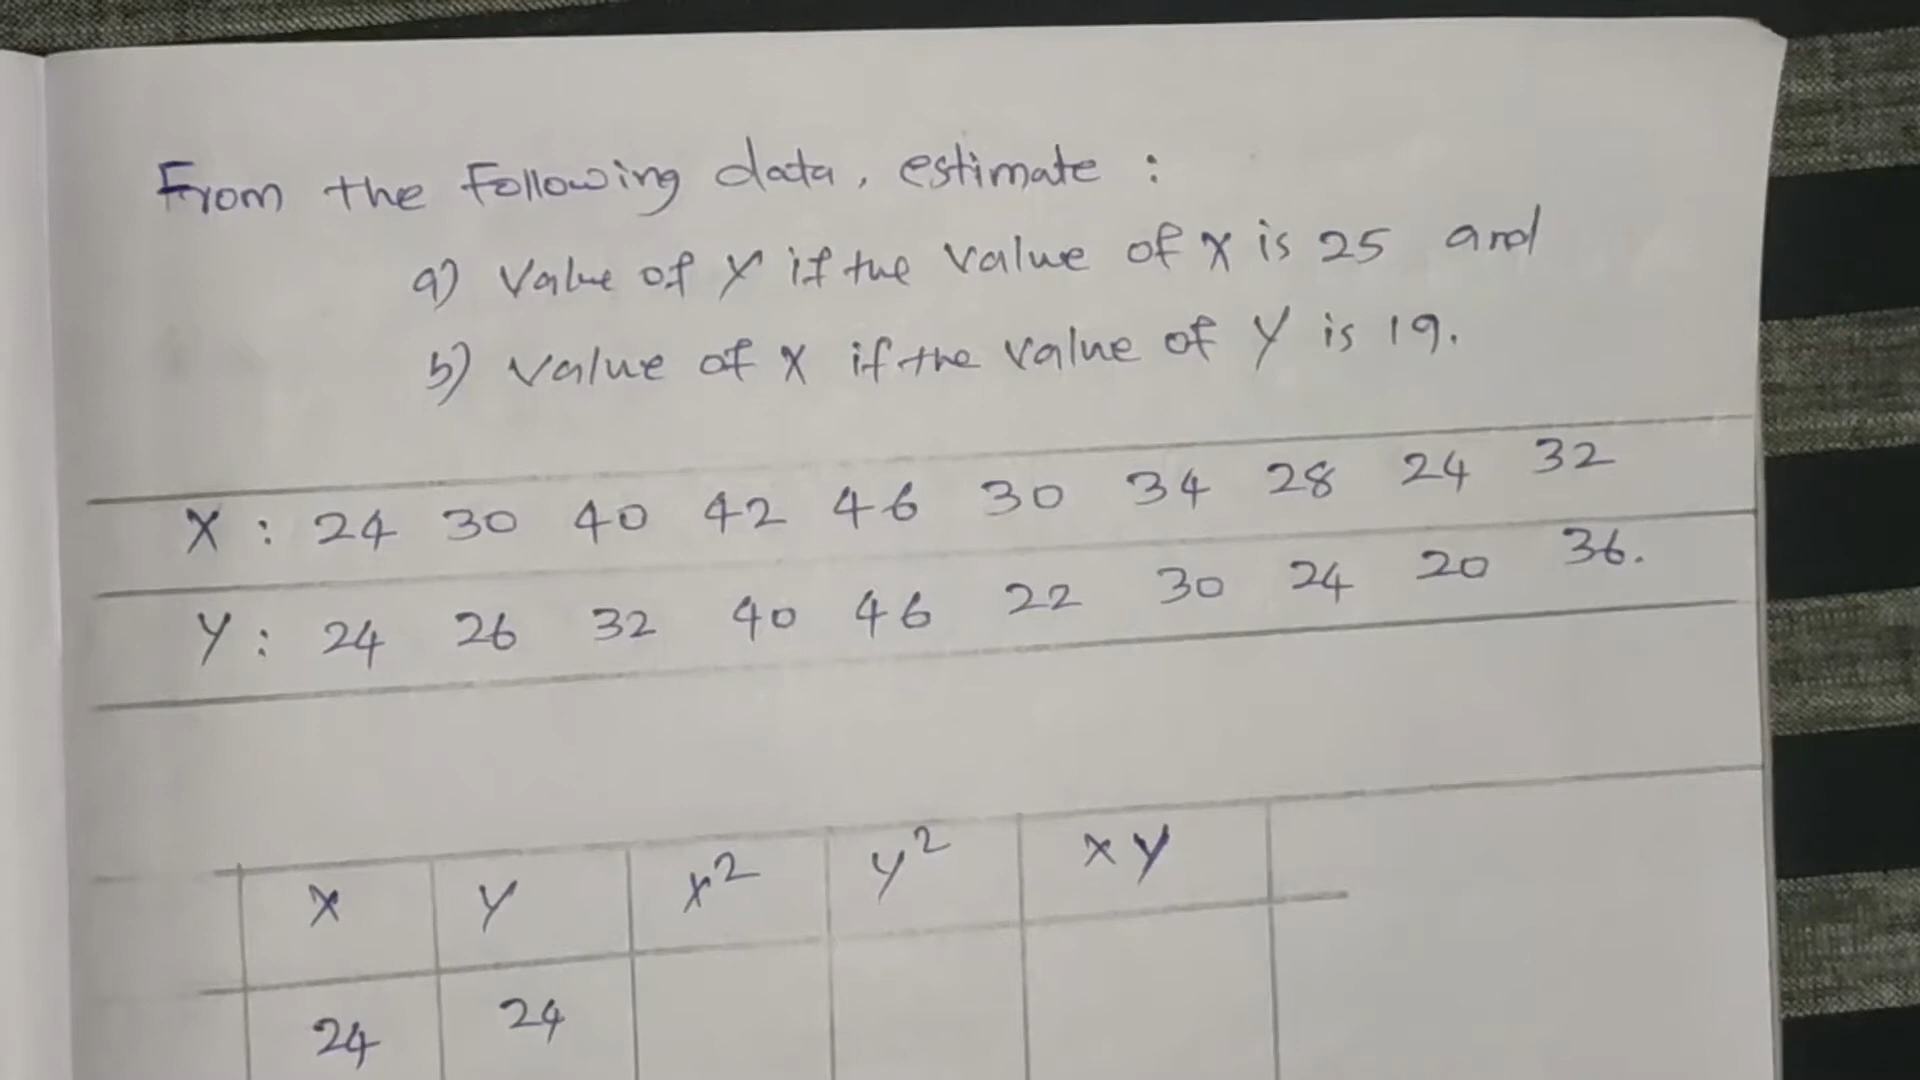 From the following data, estimate :
a) Value of Y if the value of X is 25 and
b) value of X if the value of Y is 19.
X : 24 30 40 42 46 30 34 28 24 32
Y : 24 26 32 40 46 22 30 24 20 36.
X Y x² y² xy
24 24